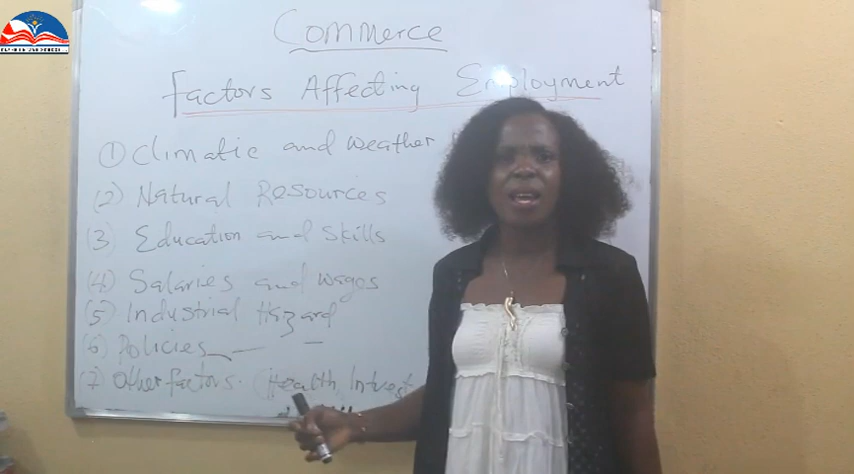 Commerce
Factors Affecting Employment
(1) Climatic and weather
(2) Natural Resources
(3) Education and Skills
(4) Salaries and wages
(5) Industrial Hazard
(6) Policies — –
(7) Other factors. Health, Interest